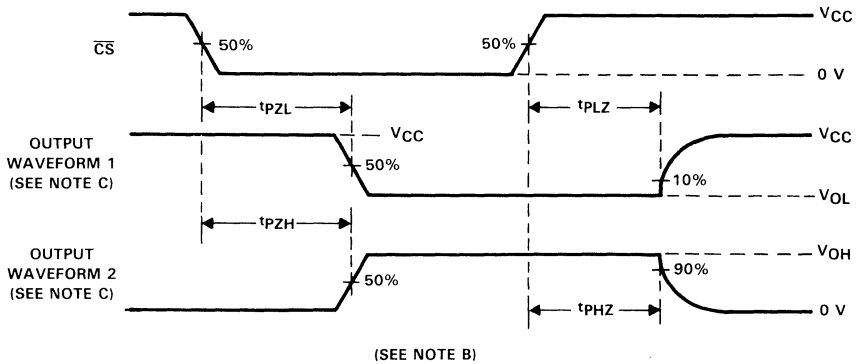 VCC
CS
50%
50%
0 V
tPZL
tPLZ
OUTPUT
WAVEFORM 1
(SEE NOTE C)
VCC
VCC
50%
10%
VOL
tPZH
OUTPUT
WAVEFORM 2
(SEE NOTE C)
VOH
50%
90%
tPHZ
0 V
(SEE NOTE B)